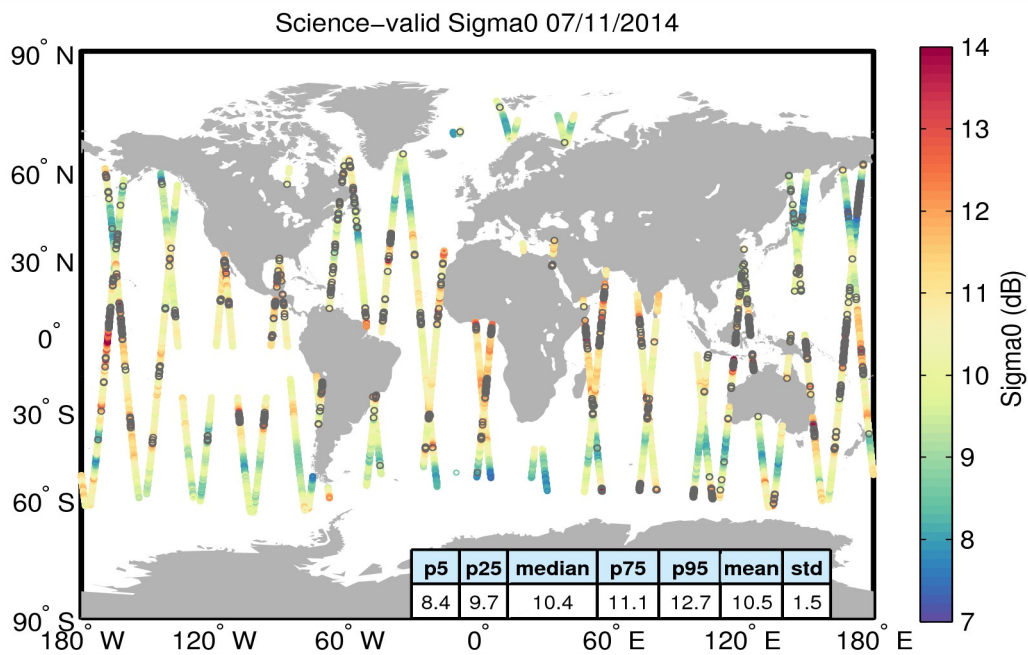 Science−valid Sigma0 07/11/2014
90° N
60° N
30° N
0°
30° S
60° S
90° S
180° W
120° W
60° W
0°
60° E
120° E
180° E
p5 p25 median p75 p95 mean std
8.4 9.7 10.4 11.1 12.7 10.5 1.5
14
13
12
11
10
9
8
7
Sigma0 (dB)